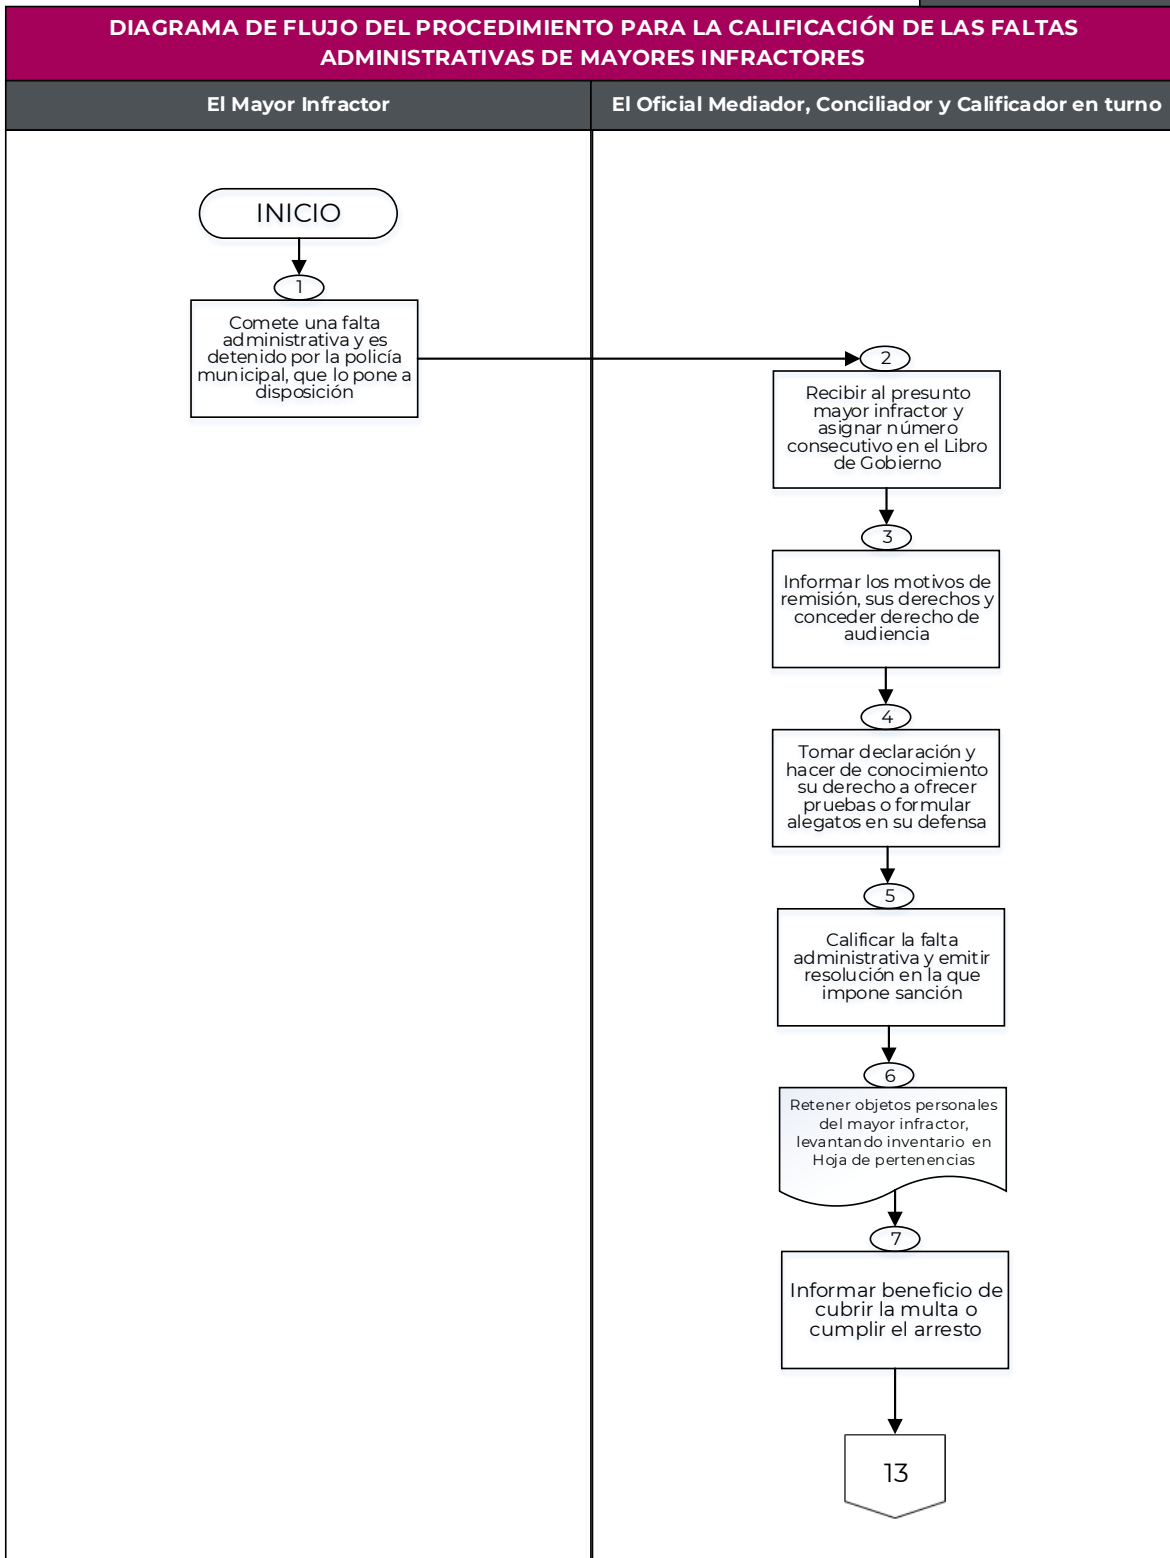 DIAGRAMA DE FLUJO DEL PROCEDIMIENTO PARA LA CALIFICACIÓN DE LAS FALTAS
ADMINISTRATIVAS DE MAYORES INFRACTORES
El Mayor Infractor
El Oficial Mediador, Conciliador y Calificador en turno
INICIO
1
Comete una falta
administrativa y es
detenido por la policía
municipal, que lo pone a
disposición
2
Recibir al presunto
mayor infractor y
asignar número
consecutivo en el Libro
de Gobierno
3
Informar los motivos de
remisión, sus derechos y
conceder derecho de
audiencia
4
Tomar declaración y
hacer de conocimiento
su derecho a ofrecer
pruebas o formular
alegatos en su defensa
5
Calificar la falta
administrativa y emitir
resolución en la que
impone sanción
6
Retener objetos personales
del mayor infractor,
levantando inventario en
Hoja de pertenencias
7
Informar beneficio de
cubrir la multa o
cumplir el arresto
13